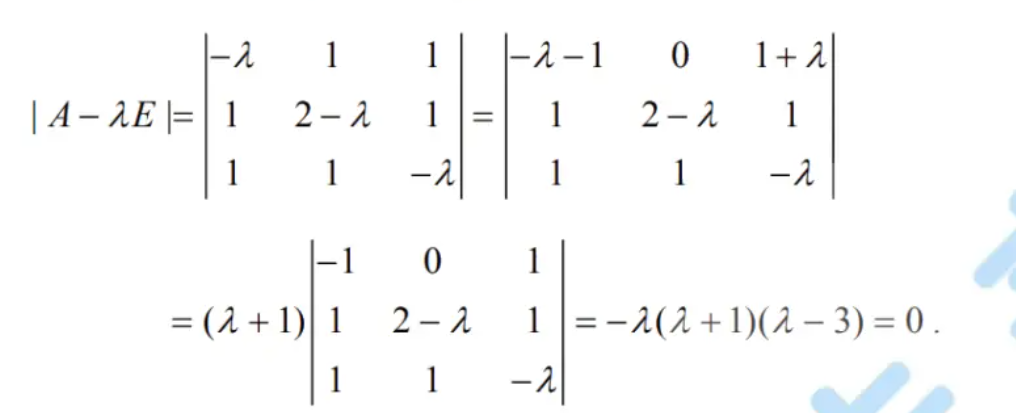 | A − λE |= |−λ 1 1; 1 2−λ 1; 1 1 −λ| = |−λ−1 0 1+λ; 1 2−λ 1; 1 1 −λ|
= (λ+1) |−1 0 1; 1 2−λ 1; 1 1 −λ| = −λ(λ+1)(λ−3) = 0 .